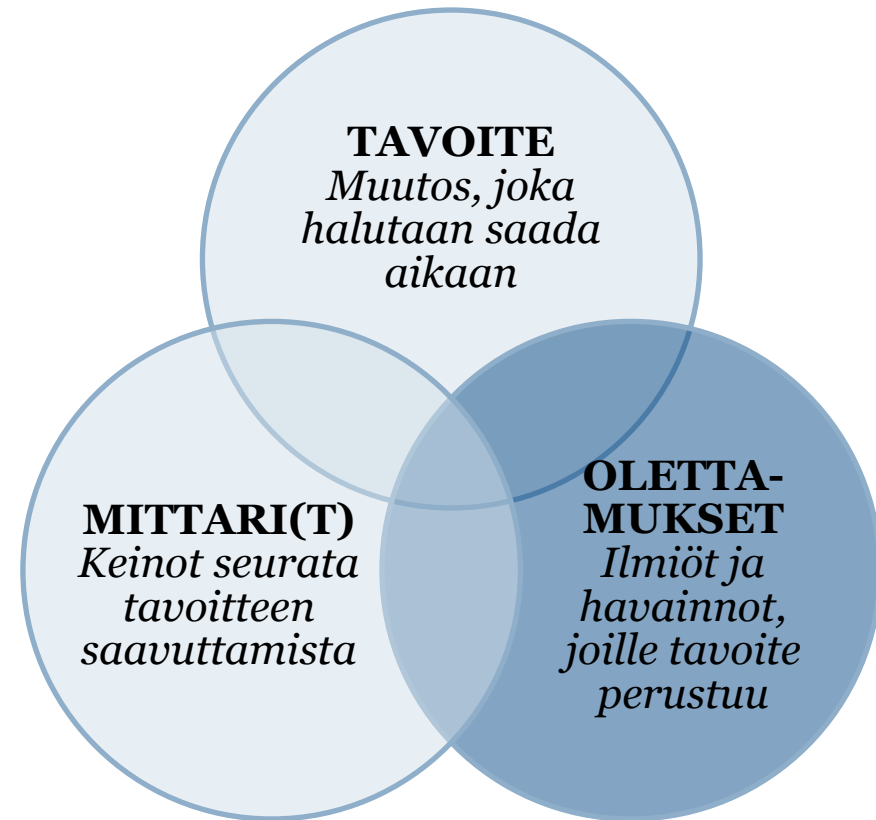 TAVOITE
Muutos, joka
halutaan saada
aikaan
MITTARI(T)
Keinot seurata
tavoitteen
saavuttamista
OLETTA-
MUKSET
Ilmiöt ja
havainnot,
joille tavoite
perustuu